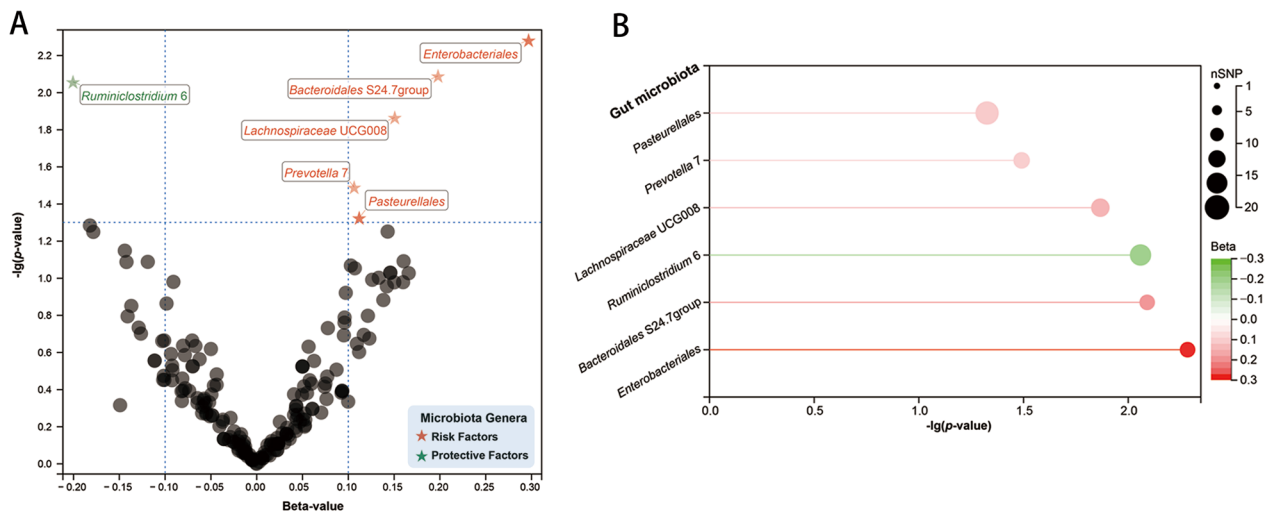 A
-lg(p-value)
2.2
2.0
1.8
1.6
1.4
1.2
1.0
0.8
0.6
0.4
0.2
0.0
Enterobacteriales
Bacteroidales S24.7group
Ruminiclostridium 6
Lachnospiraceae UCG008
Prevotella 7
Pasteurellales
Microbiota Genera
Risk Factors
Protective Factors
−0.20 −0.15 −0.10 −0.05 0.00 0.05 0.10 0.15 0.20 0.25 0.30
Beta-value
B
Gut microbiota
Pasteurellales
Prevotella 7
Lachnospiraceae UCG008
Ruminiclostridium 6
Bacteroidales S24.7group
Enterobacteriales
0.0 0.5 -1.0 1.5 2.0
-lg(p-value)
nSNP
1
5
10
15
20
Beta
−0.3
−0.2
−0.1
0.0
0.1
0.2
0.3